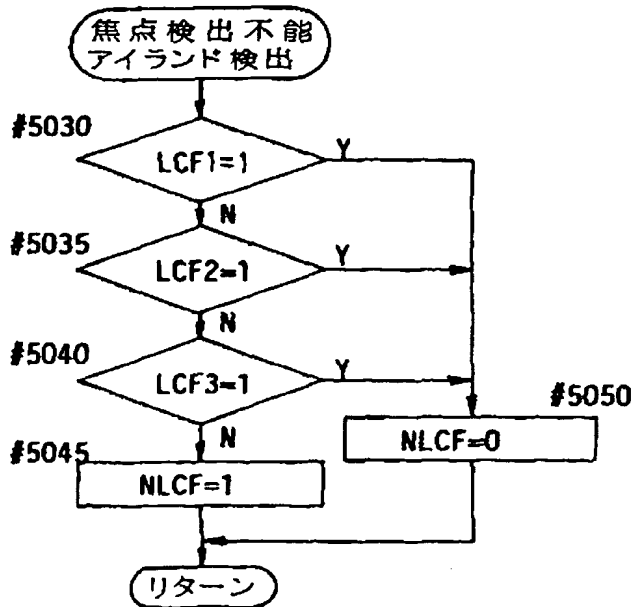 焦点検出不能
アイランド検出
#5030
LCF1=1
Y
N
#5035
LCF2=1
Y
N
#5040
LCF3=1
Y
N
#5050
NLCF=0
#5045
NLCF=1
リターン